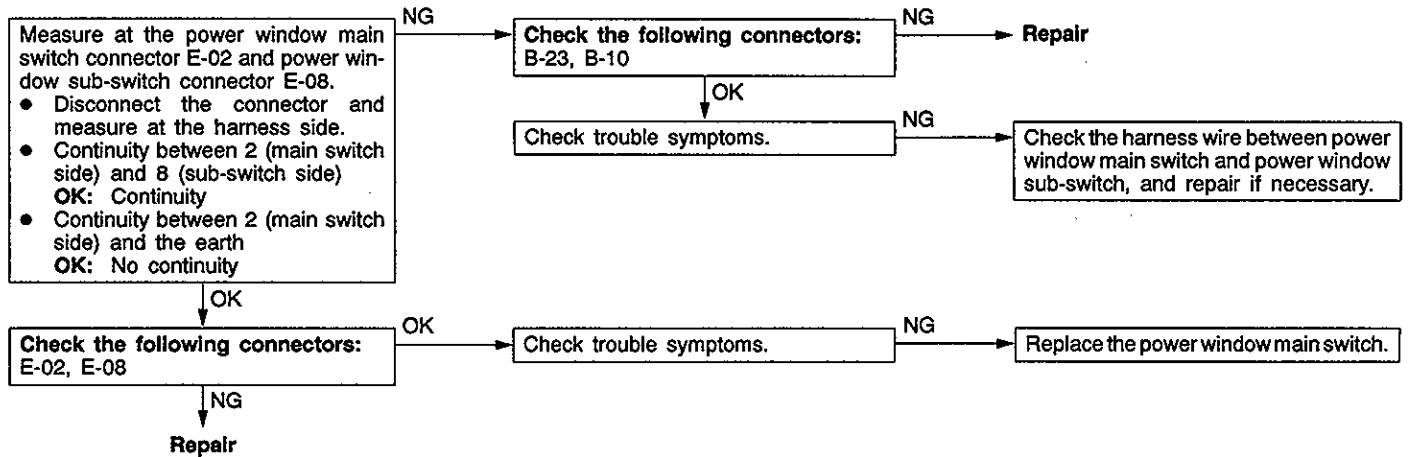 Measure at the power window main
switch connector E-02 and power win-
dow sub-switch connector E-08.
● Disconnect the connector and
measure at the harness side.
● Continuity between 2 (main switch
side) and 8 (sub-switch side)
OK: Continuity
● Continuity between 2 (main switch
side) and the earth
OK: No continuity
NG
Check the following connectors:
B-23, B-10
NG
Repair
OK
Check trouble symptoms.
NG
Check the harness wire between power
window main switch and power window
sub-switch, and repair if necessary.
OK
Check the following connectors:
E-02, E-08
OK
Check trouble symptoms.
NG
Replace the power window main switch.
NG
Repair